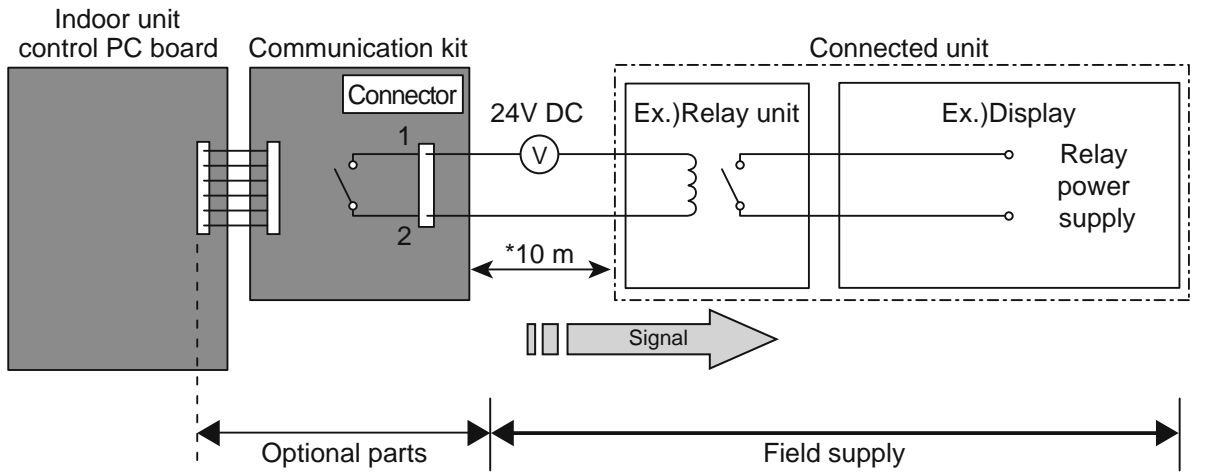 Indoor unit
control PC board
Communication kit
Connected unit
Connector
24V DC
Ex.)Relay unit
Ex.)Display
1
V
Relay
power
supply
2
*10 m
Signal
Optional parts
Field supply